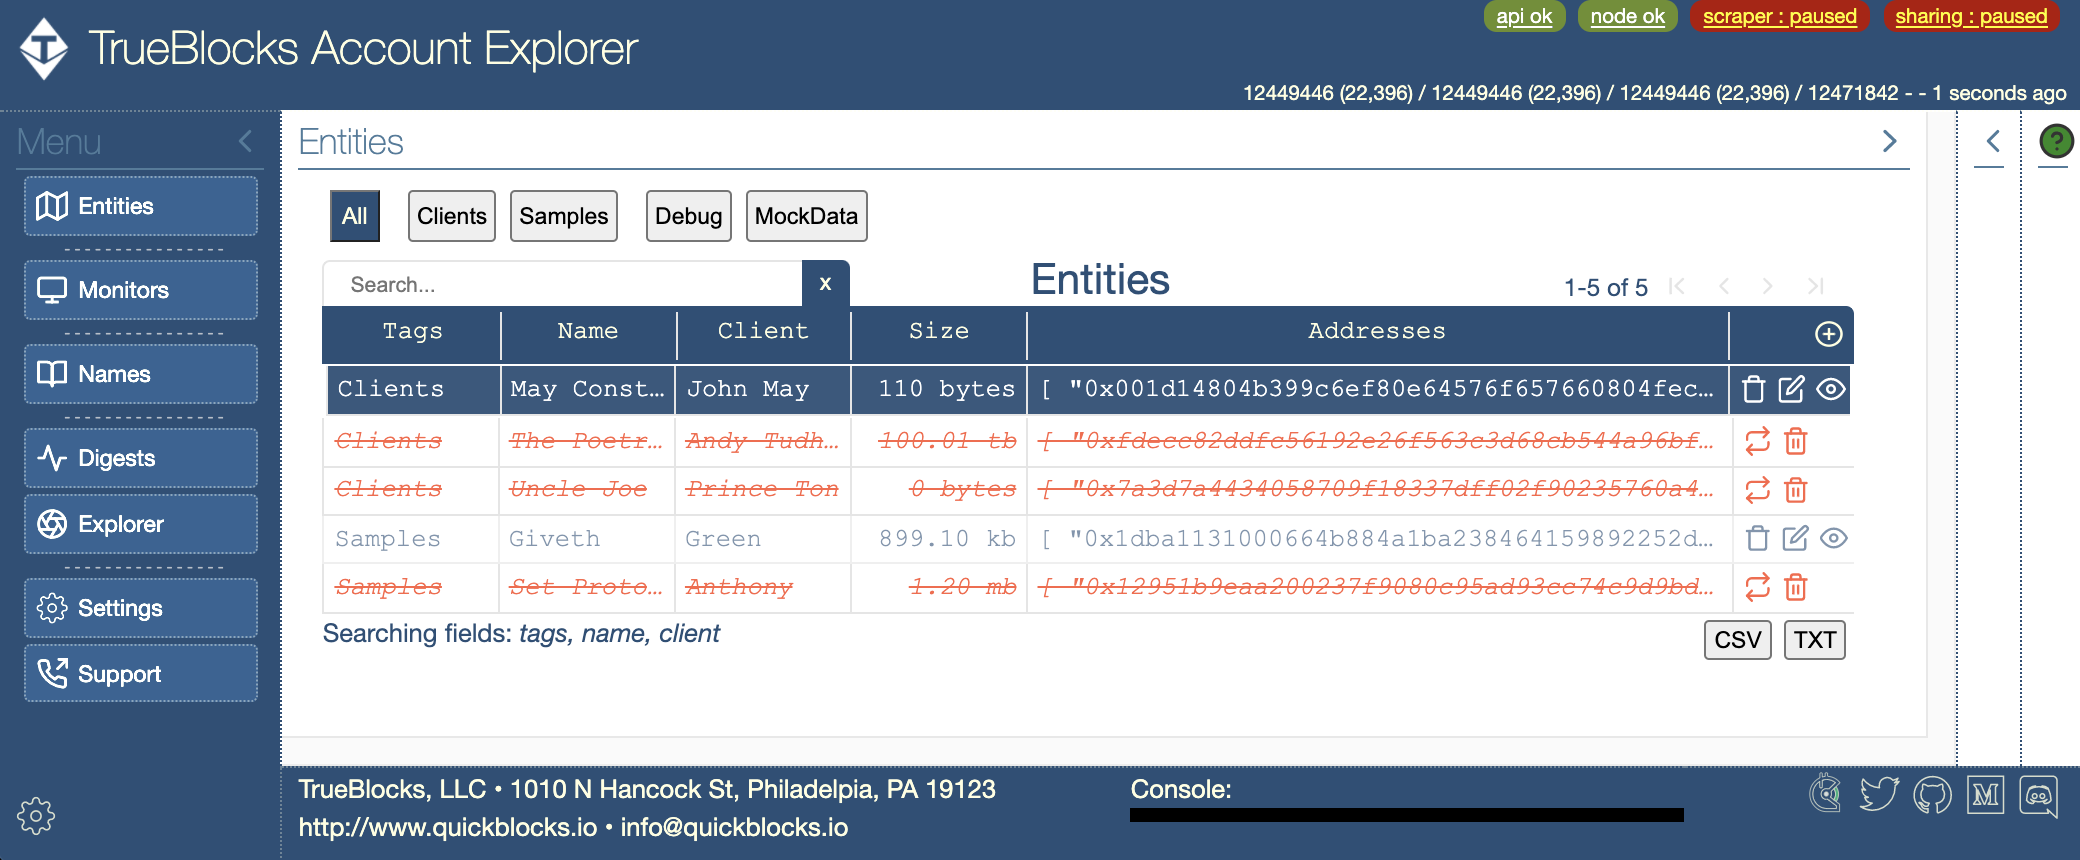 api ok node ok scraper : paused sharing : paused
TrueBlocks Account Explorer
12449446 (22,396) / 12449446 (22,396) / 12449446 (22,396) / 12471842 - - 1 seconds ago
Menu
Entities
Monitors
Names
Digests
Explorer
Settings
Support
Entities
All Clients Samples Debug MockData
Search... x
Entities
1-5 of 5
Tags Name Client Size Addresses
Clients May Const… John May 110 bytes [ "0x001d14804b399c6ef80e64576f657660804fec…
Clients The Poetr… Andy Tudh… 100.01 tb [ "0xfdecc82ddfc56192e26f563c3d68cb544a96bf…
Clients Uncle Joe Prince Ton 0 bytes [ "0x7a3d7a4434058709f18337dff02f90235760a4…
Samples Giveth Green 899.10 kb [ "0x1dba1131000664b884a1ba238464159892252d…
Samples Set Proto… Anthony 1.20 mb [ "0x12951b9eaa200237f9080c95ad93cc74c9d9bd…
Searching fields: tags, name, client
CSV TXT
TrueBlocks, LLC • 1010 N Hancock St, Philadelpia, PA 19123
http://www.quickblocks.io • info@quickblocks.io
Console: